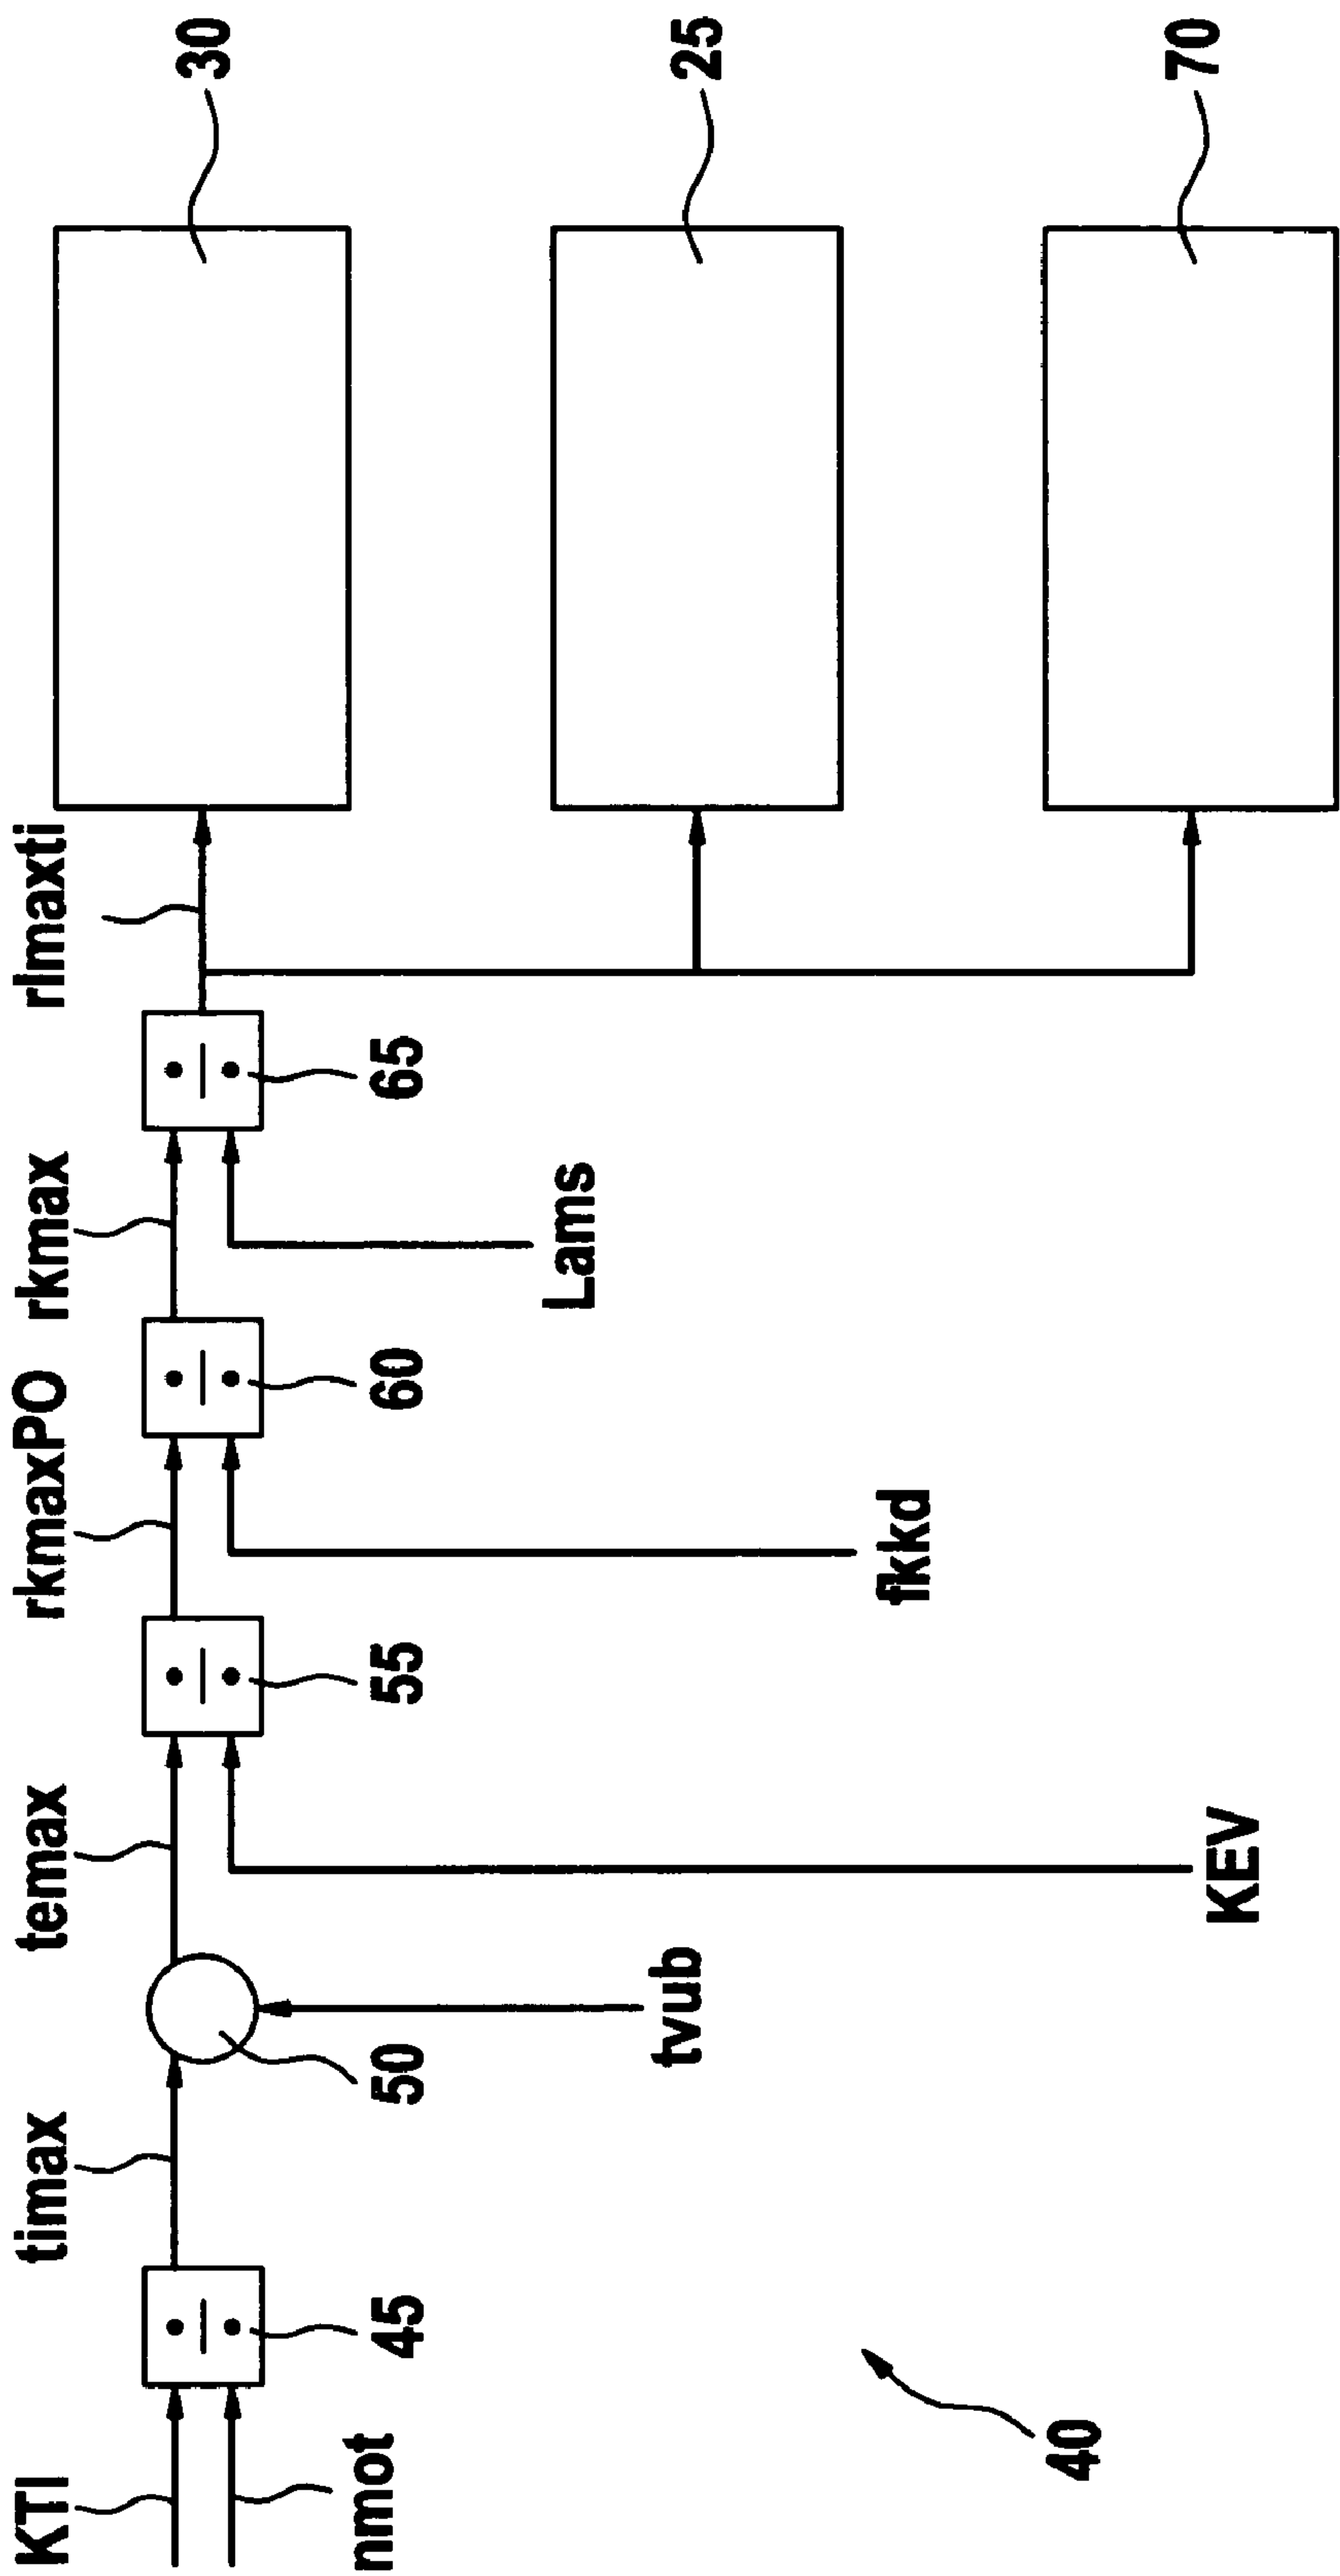 KTI
timax
temax
rkmaxPO
rkmax
rlmaxti
30
nmot
45
50
55
60
65
Lams
tvub
25
fkkd
40
70
KEV